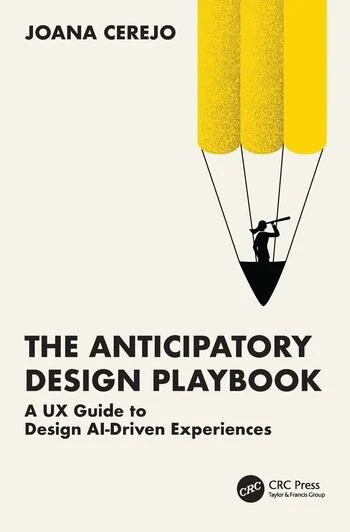 JOANA CEREJO
THE ANTICIPATORY
DESIGN PLAYBOOK
A UX Guide to
Design AI-Driven Experiences
CRC
CRC Press
Taylor & Francis Group